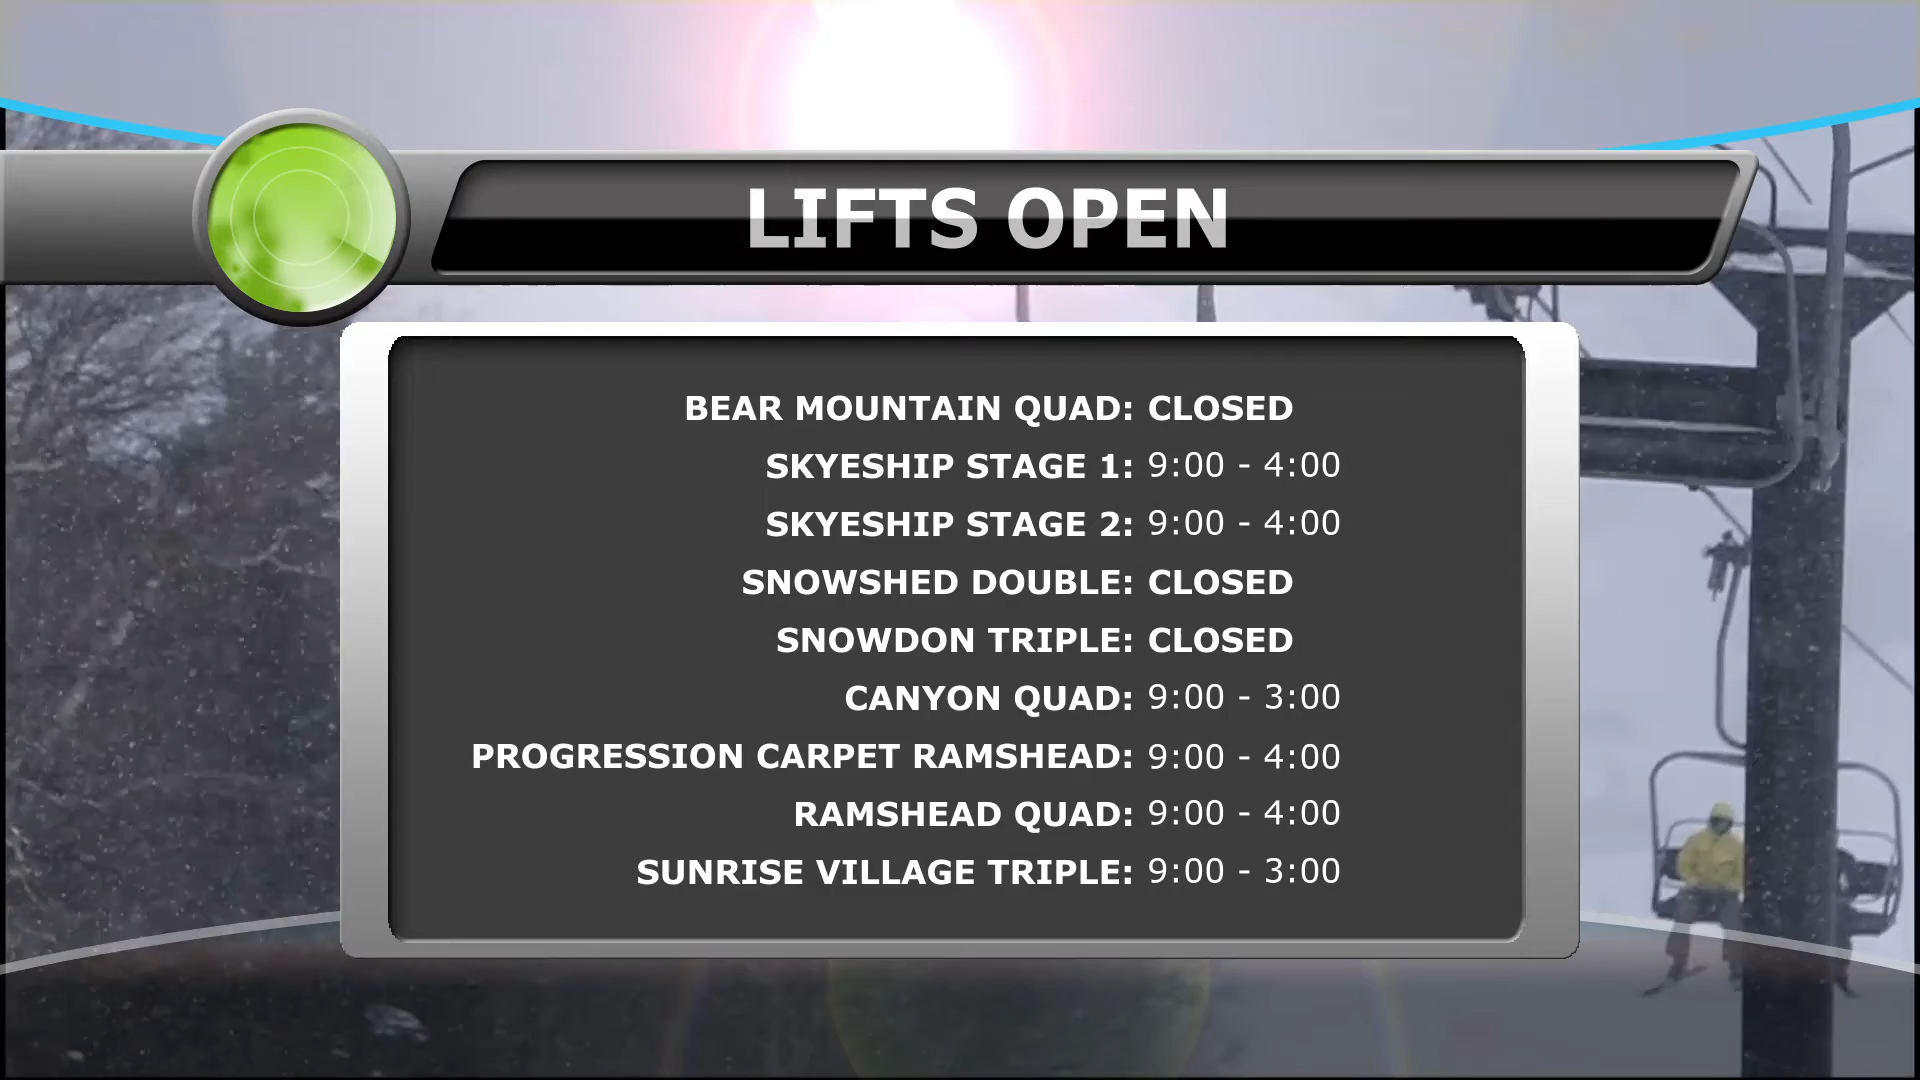 LIFTS OPEN
BEAR MOUNTAIN QUAD: CLOSED
SKYESHIP STAGE 1: 9:00 - 4:00
SKYESHIP STAGE 2: 9:00 - 4:00
SNOWSHED DOUBLE: CLOSED
SNOWDON TRIPLE: CLOSED
CANYON QUAD: 9:00 - 3:00
PROGRESSION CARPET RAMSHEAD: 9:00 - 4:00
RAMSHEAD QUAD: 9:00 - 4:00
SUNRISE VILLAGE TRIPLE: 9:00 - 3:00